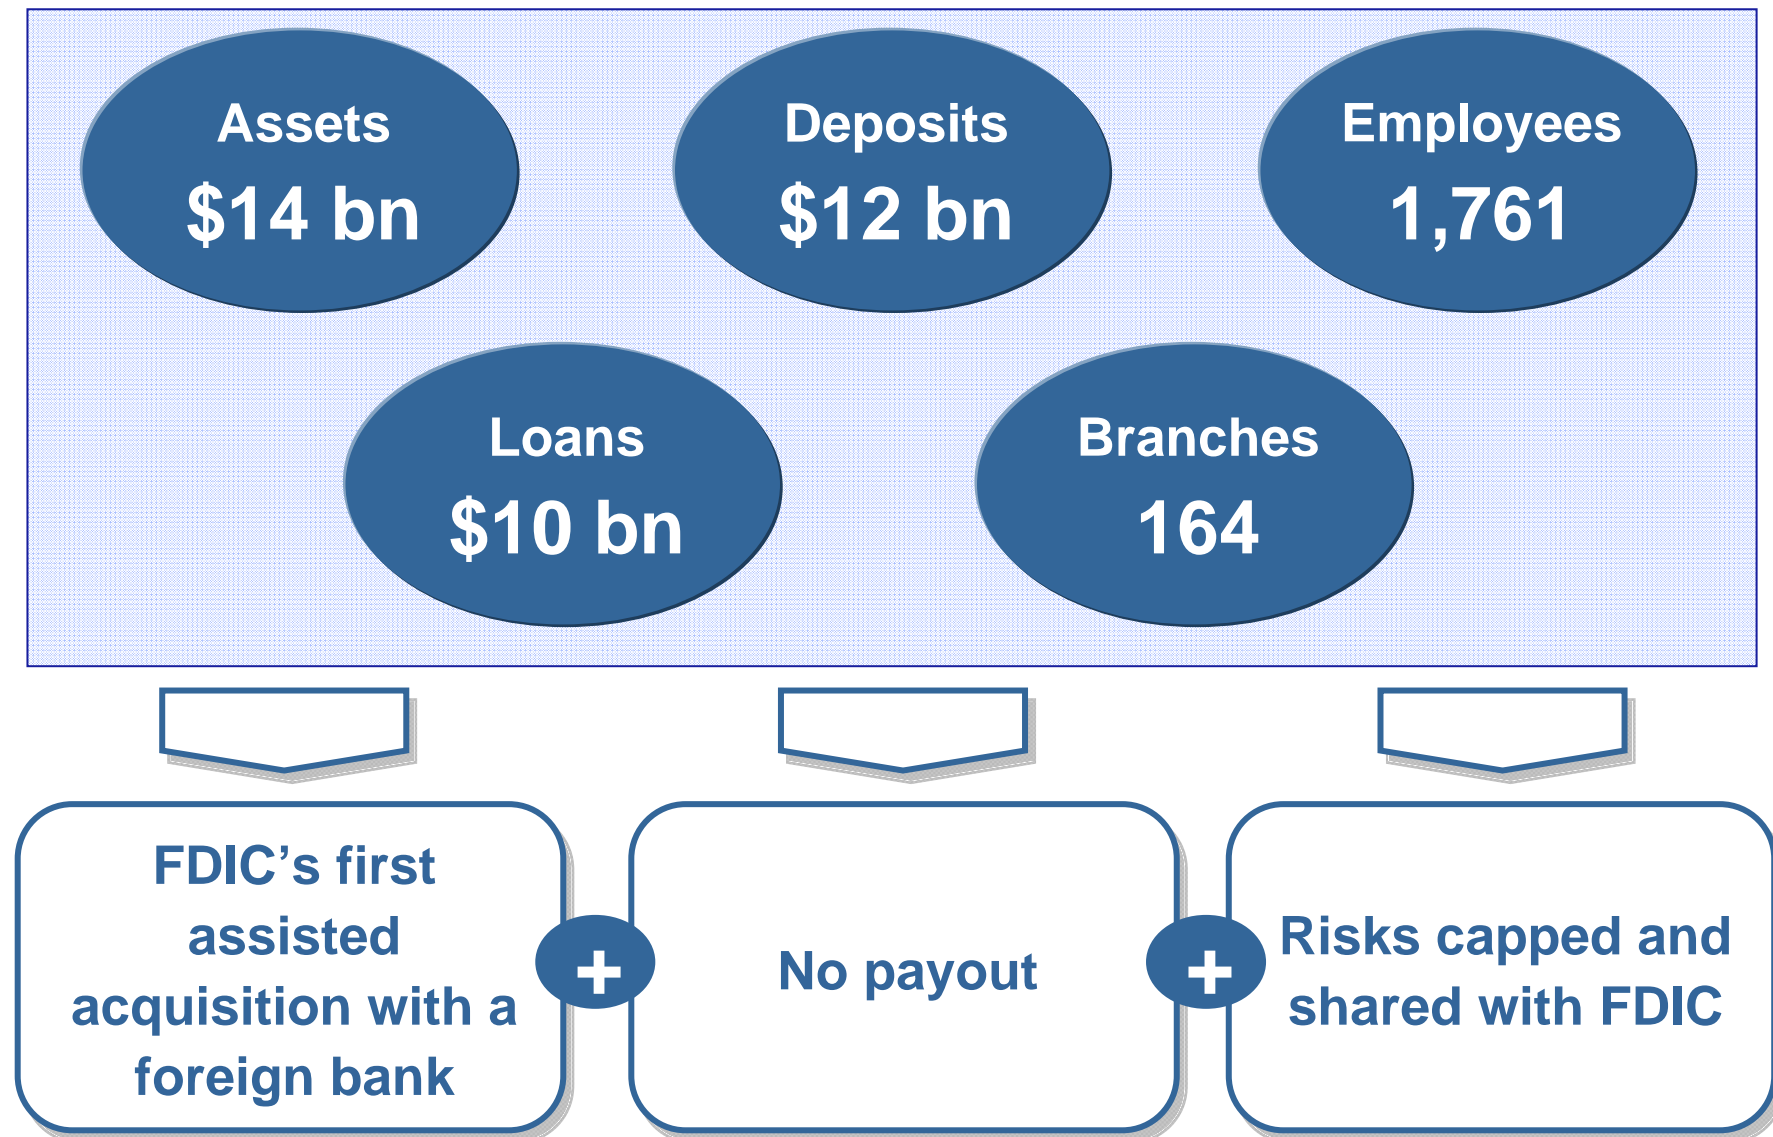 Assets
$14 bn
Deposits
$12 bn
Employees
1,761
Loans
$10 bn
Branches
164
FDIC’s first
assisted
acquisition with a
foreign bank
+
No payout
+
Risks capped and
shared with FDIC